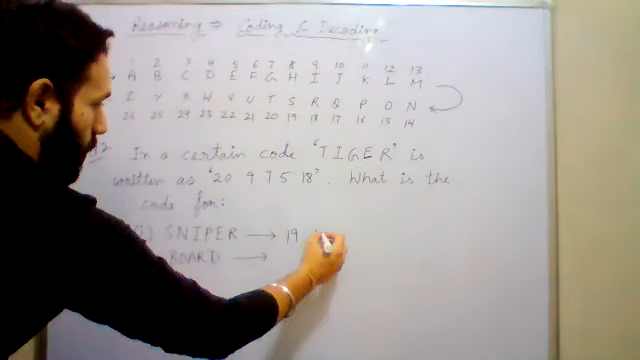 Reasoning ⇒ Coding & Decoding
1 2 3 4 5 6 7 8 9 10 11 12 13
A B C D E F G H I J K L M
Z Y X W V U T S R Q P O N
26 25 24 23 22 21 20 19 18 17 16 15 14
In a certain code 'TIGER' is
written as '20 9 7 5 18'. What is the
code for:
SNIPER → 19
BOARD →